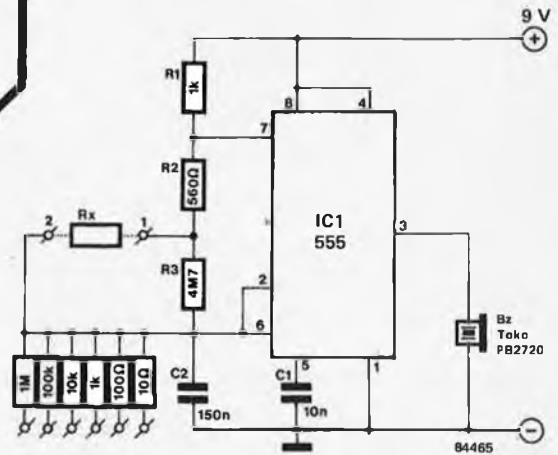 9 V
+
R1
1k
8
4
7
R2
560Ω
Rx
2
1
IC1
555
3
R3
4M7
2
6
Bz
Toko
PB2720
1M
100k
10k
1k
100Ω
10Ω
C2
150n
C1
10n
5
1
84465
−